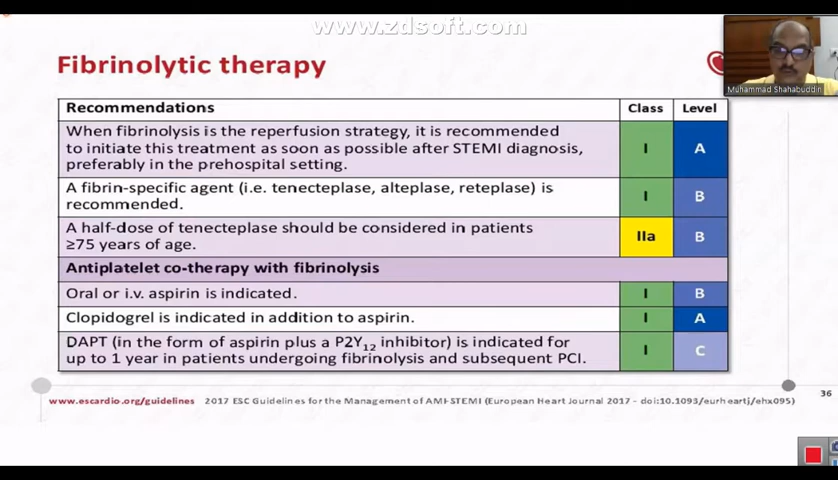 www.zdsoft.com
Fibrinolytic therapy
Muhammad Shahabuddin
Recommendations Class Level
When fibrinolysis is the reperfusion strategy, it is recommended
to initiate this treatment as soon as possible after STEMI diagnosis,
preferably in the prehospital setting.
I A
A fibrin-specific agent (i.e. tenecteplase, alteplase, reteplase) is
recommended.
I B
A half-dose of tenecteplase should be considered in patients
≥75 years of age.
IIa B
Antiplatelet co-therapy with fibrinolysis
Oral or i.v. aspirin is indicated. I B
Clopidogrel is indicated in addition to aspirin. I A
DAPT (in the form of aspirin plus a P2Y12 inhibitor) is indicated for
up to 1 year in patients undergoing fibrinolysis and subsequent PCI.
I C
www.escardio.org/guidelines 2017 ESC Guidelines for the Management of AMI-STEMI (European Heart Journal 2017 - doi:10.1093/eurheartj/ehx095)
36